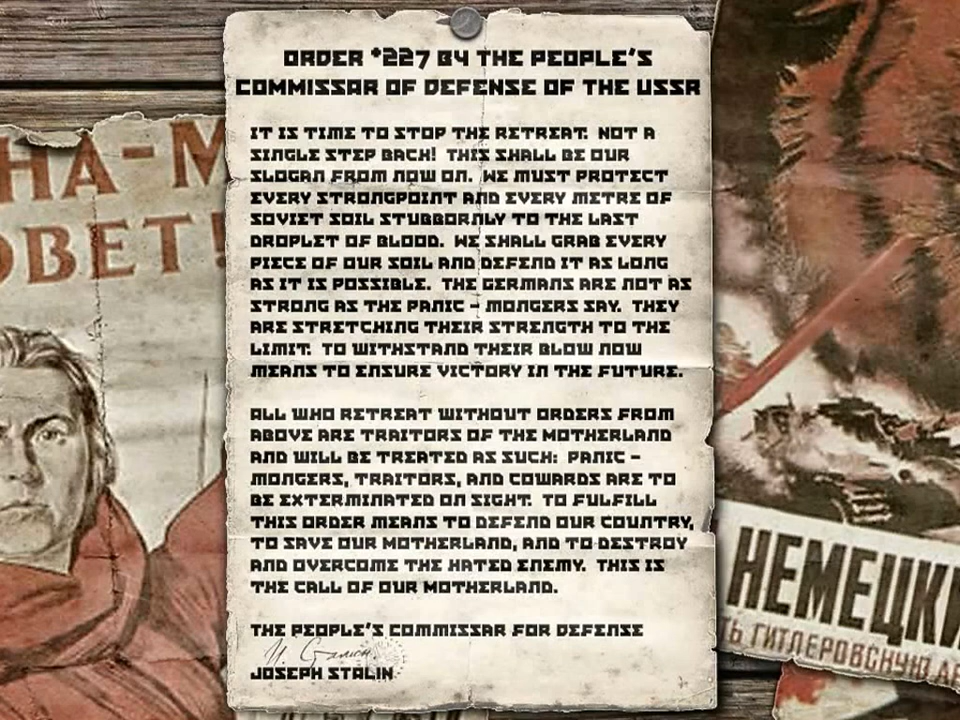 ORDER *227 BY THE PEOPLE'S
COMMISSAR OF DEFENSE OF THE USSR
IT IS TIME TO STOP THE RETREAT. NOT A
SINGLE STEP BACK! THIS SHALL BE OUR
SLOGAN FROM NOW ON. WE MUST PROTECT
EVERY STRONGPOINT AND EVERY METRE OF
SOVIET SOIL STUBBORNLY TO THE LAST
DROPLET OF BLOOD. WE SHALL GRAB EVERY
PIECE OF OUR SOIL AND DEFEND IT AS LONG
AS IT IS POSSIBLE. THE GERMANS ARE NOT AS
STRONG AS THE PANIC - MONGERS SAY. THEY
ARE STRETCHING THEIR STRENGTH TO THE
LIMIT. TO WITHSTAND THEIR BLOW NOW
MEANS TO ENSURE VICTORY IN THE FUTURE.
ALL WHO RETREAT WITHOUT ORDERS FROM
ABOVE ARE TRAITORS OF THE MOTHERLAND
AND WILL BE TREATED AS SUCH: PANIC -
MONGERS, TRAITORS, AND COWARDS ARE TO
BE EXTERMINATED ON SIGHT. TO FULFILL
THIS ORDER MEANS TO DEFEND OUR COUNTRY,
TO SAVE OUR MOTHERLAND, AND TO DESTROY
AND OVERCOME THE HATED ENEMY. THIS IS
THE CALL OF OUR MOTHERLAND.
THE PEOPLE'S COMMISSAR FOR DEFENSE
JOSEPH STALIN
НА-М
ОВЕТ!
НЕМЕЦК
Ь ГИТЛЕРОВСКУЮ А